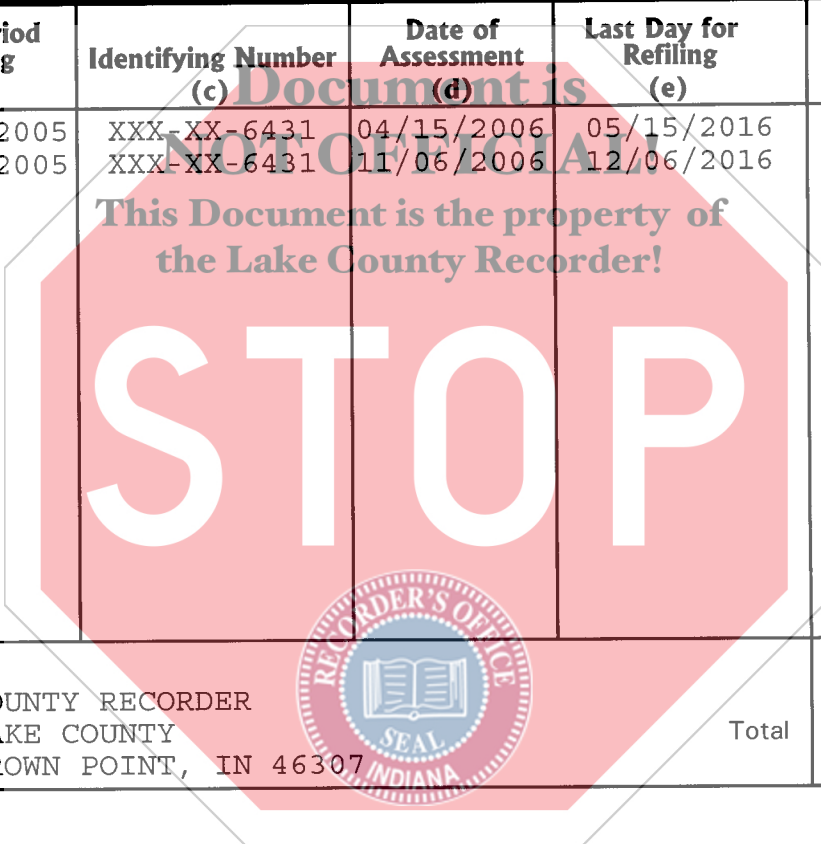 riod
g
Identifying Number
(c)
Date of
Assessment
(d)
Last Day for
Refiling
(e)
Document is
2005 XXX-XX-6431 04/15/2006 05/15/2016
NOT OFFICIAL!
2005 XXX-XX-6431 11/06/2006 12/06/2016
This Document is the property of
the Lake County Recorder!
STOP
RECORDER'S OFFICE
SEAL
INDIANA
OUNTY RECORDER
AKE COUNTY
OWN POINT, IN 46307
Total